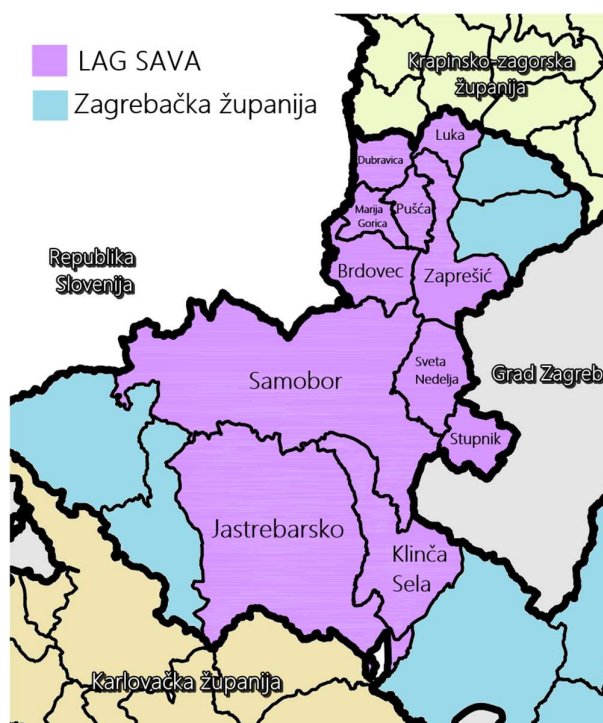 LAG SAVA
Zagrebačka županija
Krapinsko-zagorska
županija
Luka
Dubravica
Marija
Gorica
Pušća
Republika
Slovenija
Brdovec
Zaprešić
Samobor
Sveta
Nedelja
Grad Zagreb
Stupnik
Jastrebarsko
Klinča
Sela
Karlovačka županija